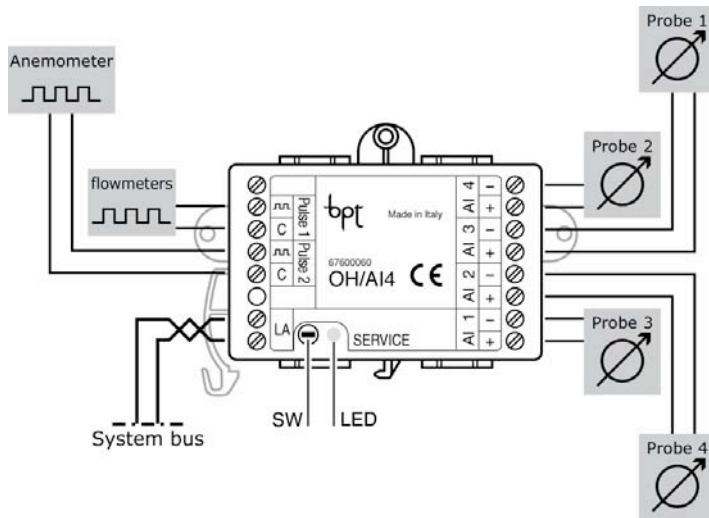 Anemometer
flowmeters
Probe 1
Probe 2
Probe 3
Probe 4
Pulse 1
C
Pulse 2
C
LA
bpt
Made in Italy
67600060
OH/AI4 CE
SERVICE
AI 4 - +
AI 3 - +
AI 2 - +
AI 1 - +
SW
LED
System bus